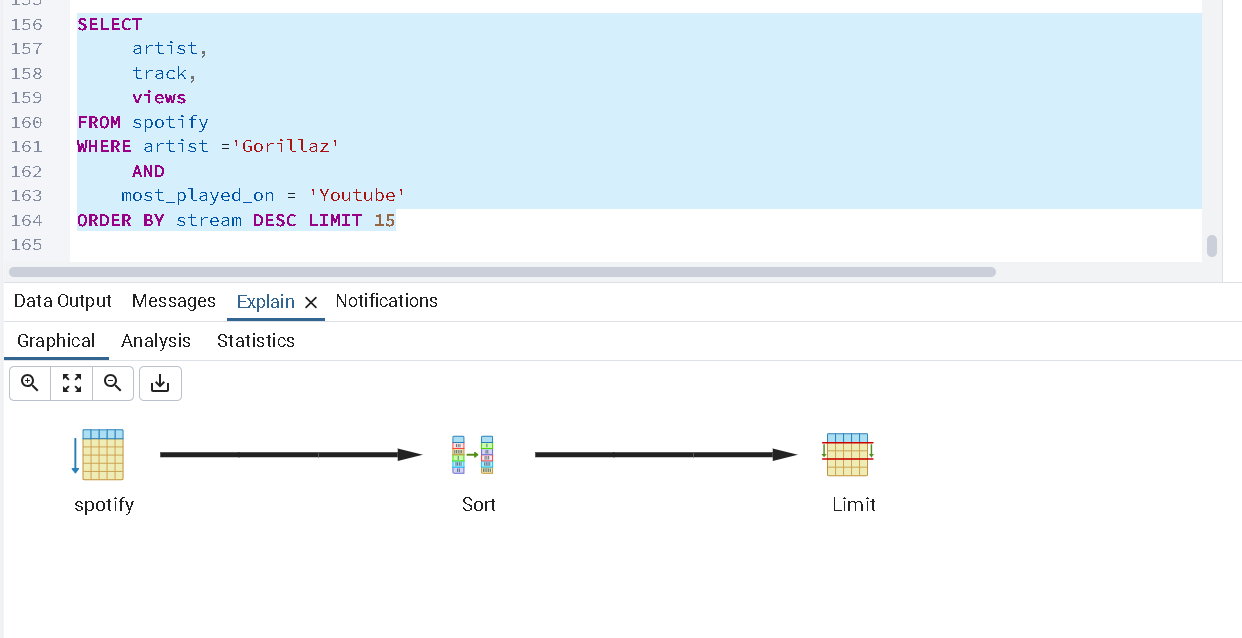 155
156 SELECT
157 artist,
158 track,
159 views
160 FROM spotify
161 WHERE artist ='Gorillaz'
162 AND
163 most_played_on = 'Youtube'
164 ORDER BY stream DESC LIMIT 15
165
Data Output Messages Explain Notifications
Graphical Analysis Statistics
spotify Sort Limit